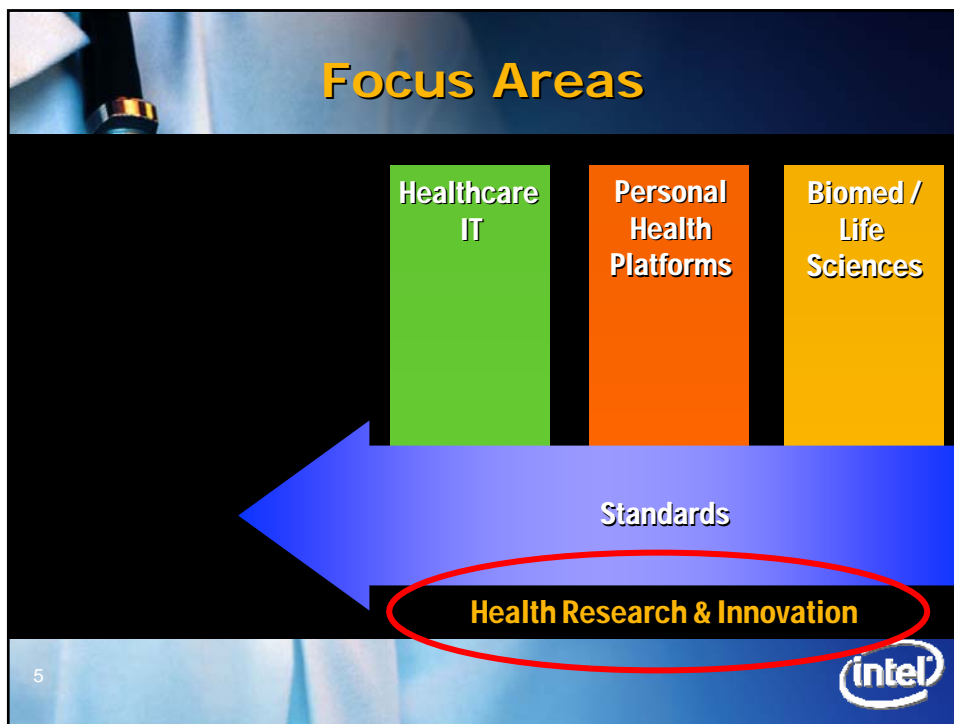 Focus Areas
Healthcare
IT
Personal
Health
Platforms
Biomed /
Life
Sciences
Standards
Health Research & Innovation
5
intel